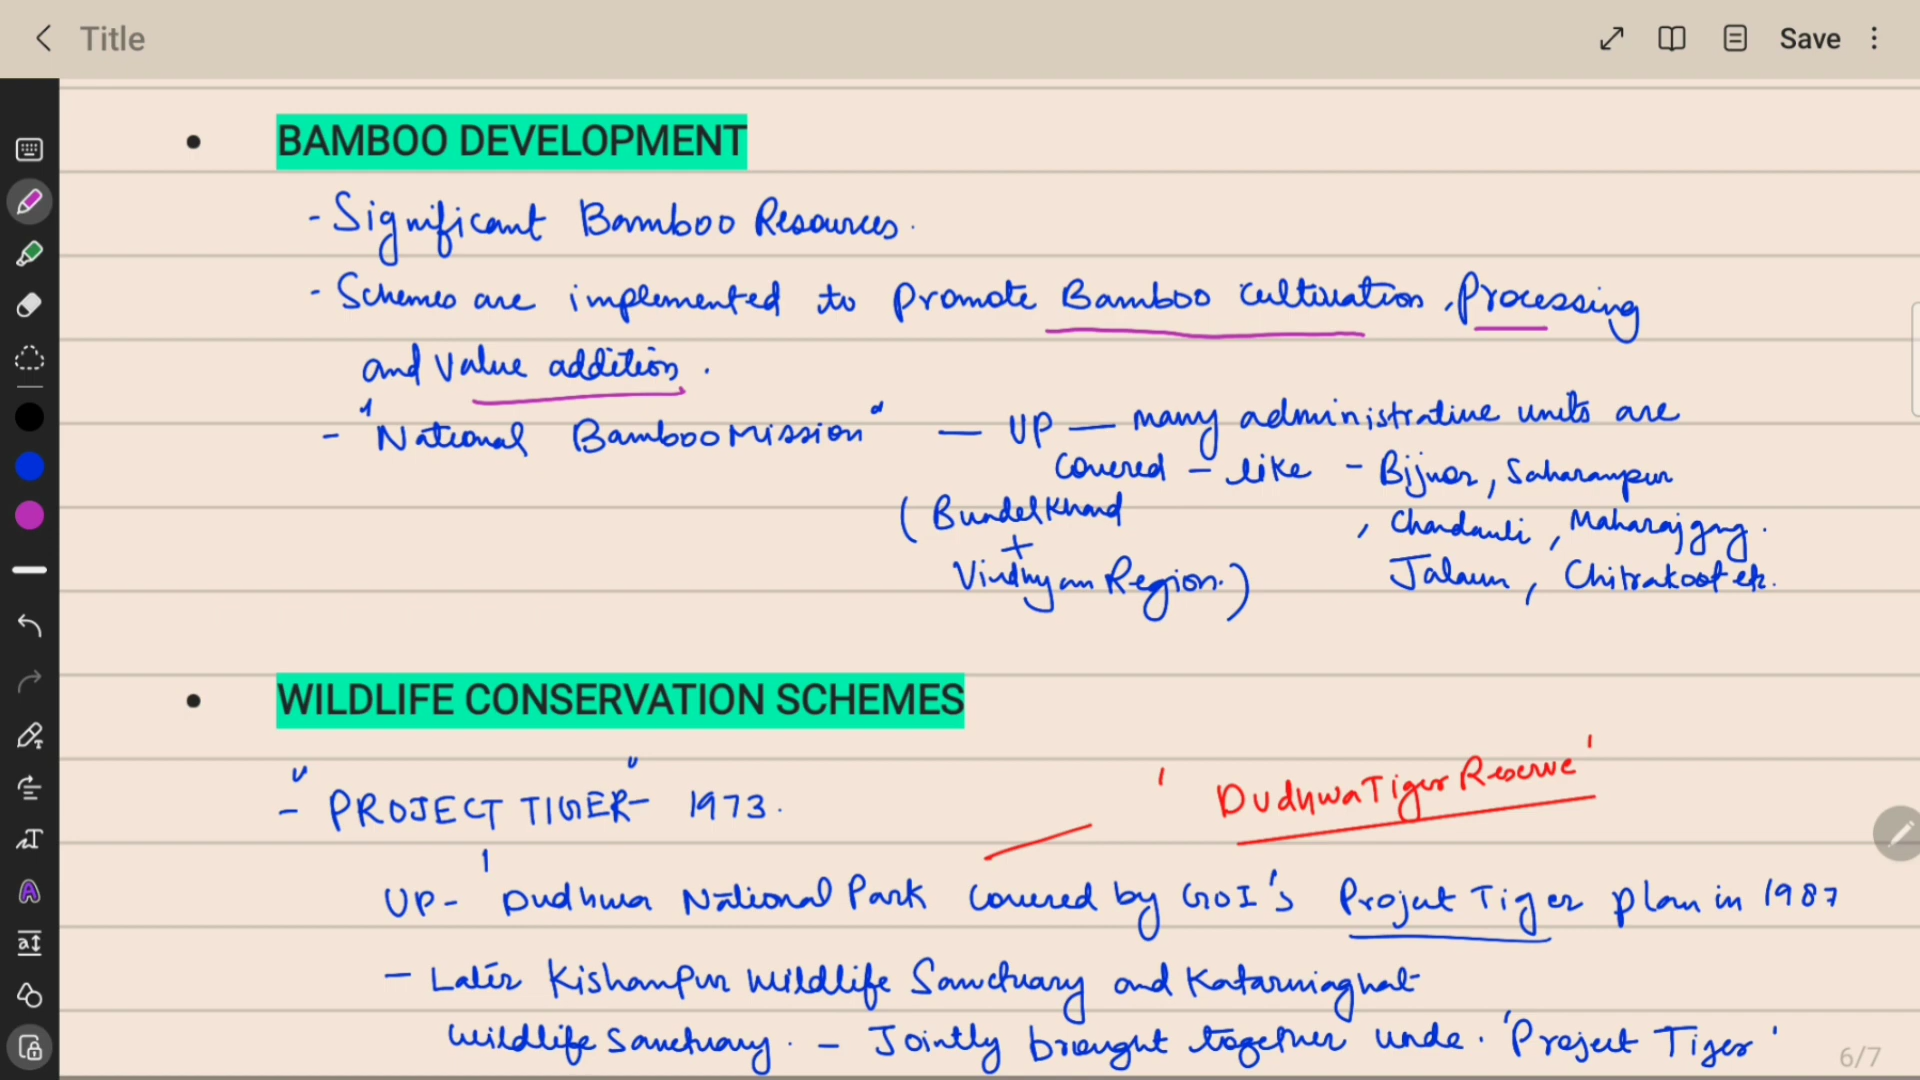 Title
Save
• BAMBOO DEVELOPMENT
- Significant Bamboo Resources.
- Schemes are implemented to promote Bamboo cultivation, Processing
and value addition.
- "National Bamboo Mission" — UP — many administrative units are
covered - like - Bijnor, Saharanpur
(Bundelkhand
, Chandauli, Maharajgang.
+
Vindhyan Region.)
Jalaun, Chitrakoot etc.
• WILDLIFE CONSERVATION SCHEMES
- "PROJECT TIGER" - 1973.
'Dudhwa Tiger Reserve'
UP - Dudhwa National Park covered by GOI's Project Tiger plan in 1987
- Later Kishanpur Wildlife Sanctuary and Katarniaghat
Wildlife Sanctuary. - Jointly brought together unde. 'Project Tiger'
6/7